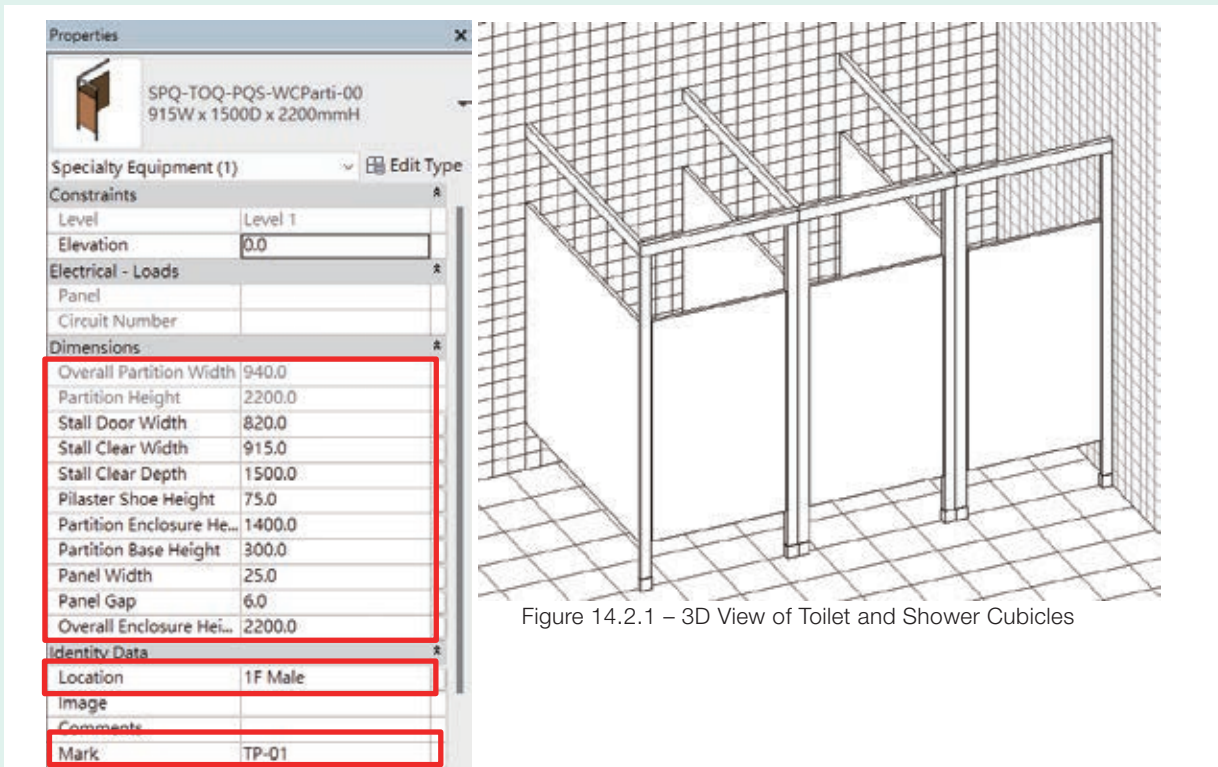 Properties
SPQ-TOQ-PQS-WCParti-00
915W x 1500D x 2200mmH
Specialty Equipment (1) Edit Type
Constraints
Level Level 1
Elevation 0.0
Electrical - Loads
Panel
Circuit Number
Dimensions
Overall Partition Width 940.0
Partition Height 2200.0
Stall Door Width 820.0
Stall Clear Width 915.0
Stall Clear Depth 1500.0
Pilaster Shoe Height 75.0
Partition Enclosure He... 1400.0
Partition Base Height 300.0
Panel Width 25.0
Panel Gap 6.0
Overall Enclosure Hei... 2200.0
Identity Data
Location 1F Male
Image
Comments
Mark TP-01
Figure 14.2.1 – 3D View of Toilet and Shower Cubicles